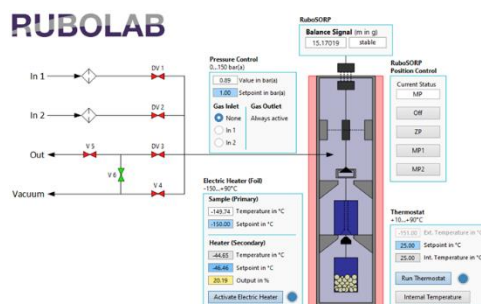 RUBOLAB
RuboSORP
Balance Signal (m in g)
15.17019 stable
Pressure Control
0...150 bar(a)
0.89 Value in bar(a)
1.00 Setpoint in bar(a)
Gas Inlet Gas Outlet
None Always active
In 1
In 2
RuboSORP
Position Control
Current Status
MP
Off
ZP
MP1
MP2
In 1
DV 1
In 2
DV 2
Out
V 5
DV 3
V 6
Vacuum
V 4
Electric Heater (Foil)
-150...+90°C
Sample (Primary)
-149.74 Temperature in °C
-150.00 Setpoint in °C
Heater (Secondary)
-44.65 Temperature in °C
-46.46 Setpoint in °C
20.19 Output in %
Activate Electric Heater
Thermostat
+10...+90°C
-151.00 Ext. Temperature in °C
25.00 Setpoint in °C
25.00 Int. Temperature in °C
Run Thermostat
Internal Temperature